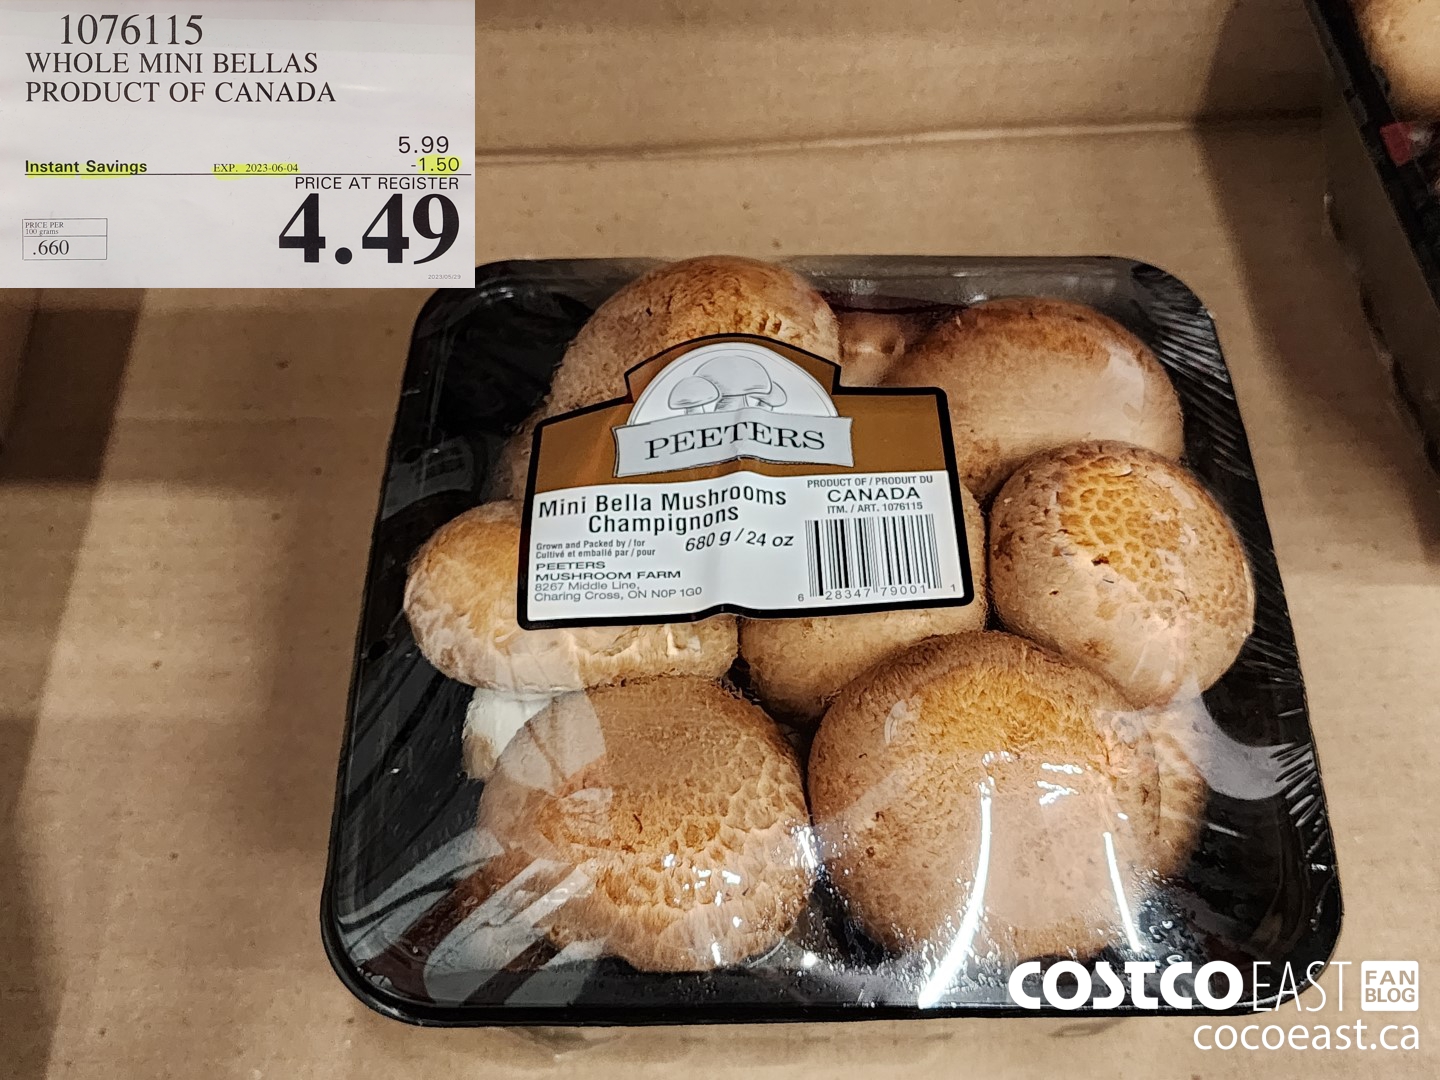 1076115
WHOLE MINI BELLAS
PRODUCT OF CANADA
5.99
Instant Savings EXP. 2023-06-04 -1.50
PRICE AT REGISTER
4.49
PRICE PER
100 grams
.660
2023/05/29
PEETERS
Mini Bella Mushrooms
Champignons
680 g / 24 oz
Grown and Packed by / for
Cultivé et emballé par / pour
PEETERS
MUSHROOM FARM
8267 Middle Line,
Charing Cross, ON N0P 1G0
PRODUCT OF / PRODUIT DU
CANADA
ITM. / ART. 1076115
6 28347 79001 1
COSTCO EAST FAN BLOG
cocoeast.ca